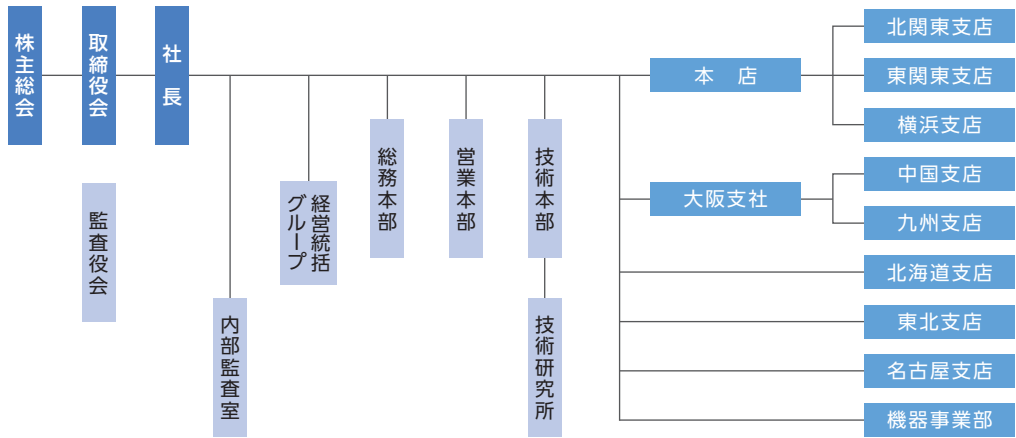 株主総会
取締役会
監査役会
社長
内部監査室
経営統括
グループ
総務本部
営業本部
技術本部
技術研究所
本店
北関東支店
東関東支店
横浜支店
大阪支社
中国支店
九州支店
北海道支店
東北支店
名古屋支店
機器事業部